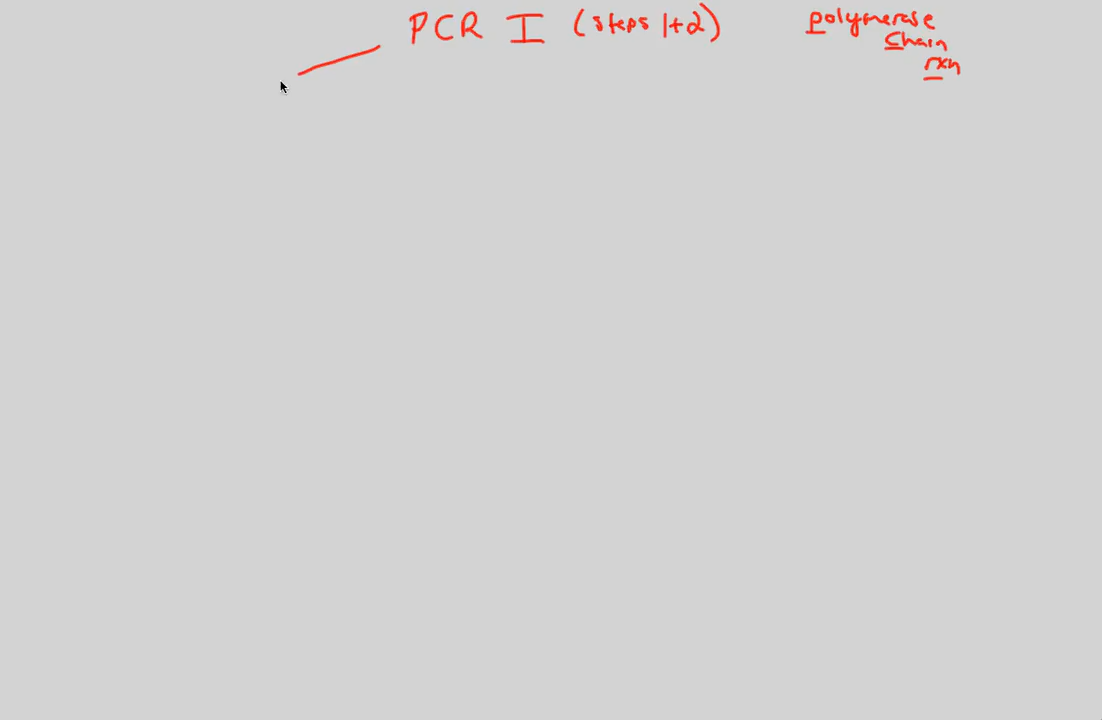 PCR I (steps 1+2)
polymerase
chain
rxn